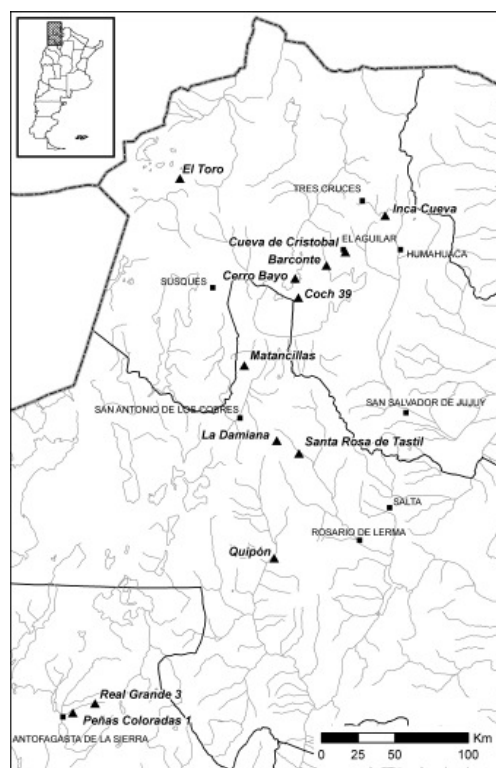 El Toro
TRES CRUCES
Inca Cueva
Cueva de Cristobal
EL AGUILAR
HUMAHUACA
Barconte
Cerro Bayo
SUSQUES
Coch 39
Matancillas
SAN ANTONIO DE LOS COBRES
SAN SALVADOR DE JUJUY
La Damiana
Santa Rosa de Tastil
SALTA
ROSARIO DE LERMA
Quipón
Real Grande 3
Peñas Coloradas 1
ANTOFAGASTA DE LA SIERRA
Km
0 25 50 100